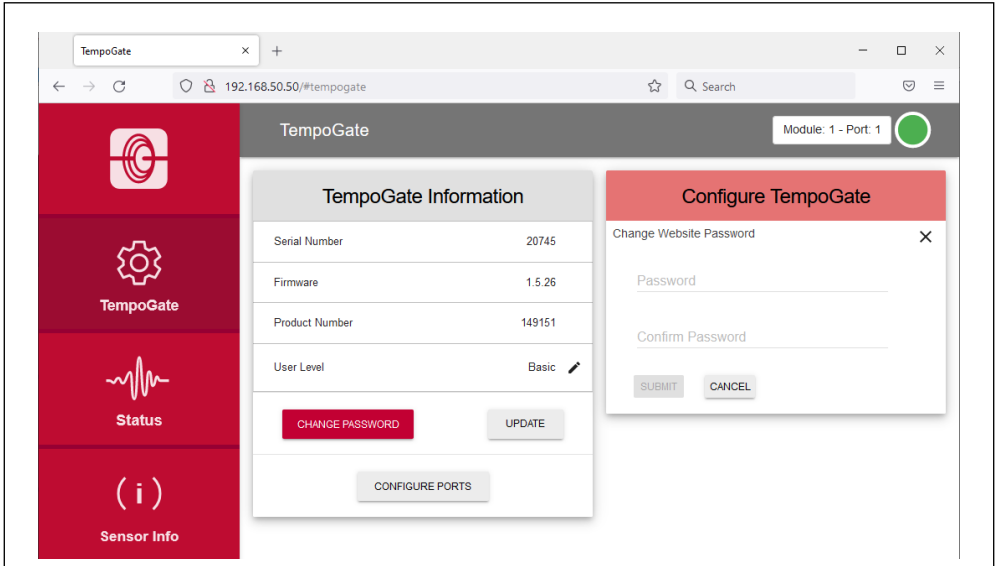 TempoGate
192.168.50.50/#tempogate
Search
TempoGate
Module: 1 - Port: 1
TempoGate
Status
(i)
Sensor Info
TempoGate Information
Serial Number 20745
Firmware 1.5.26
Product Number 149151
User Level Basic
CHANGE PASSWORD UPDATE
CONFIGURE PORTS
Configure TempoGate
Change Website Password
Password
Confirm Password
SUBMIT CANCEL